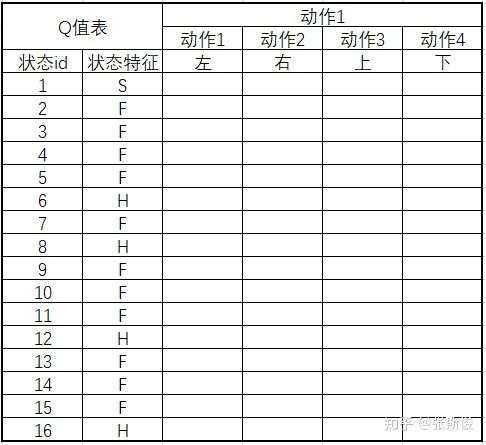 Q值表 动作1
动作1 动作2 动作3 动作4
状态id 状态特征 左 右 上 下
1 S
2 F
3 F
4 F
5 F
6 H
7 F
8 H
9 F
10 F
11 F
12 H
13 F
14 F
15 F
16 H
知乎 @张斯俊